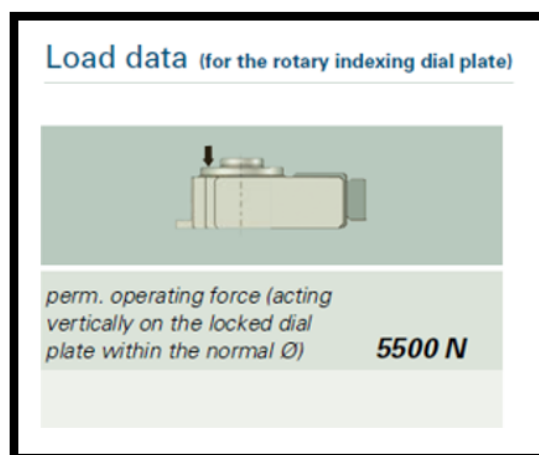 Load data (for the rotary indexing dial plate)
perm. operating force (acting
vertically on the locked dial
plate within the normal Ø) 5500 N